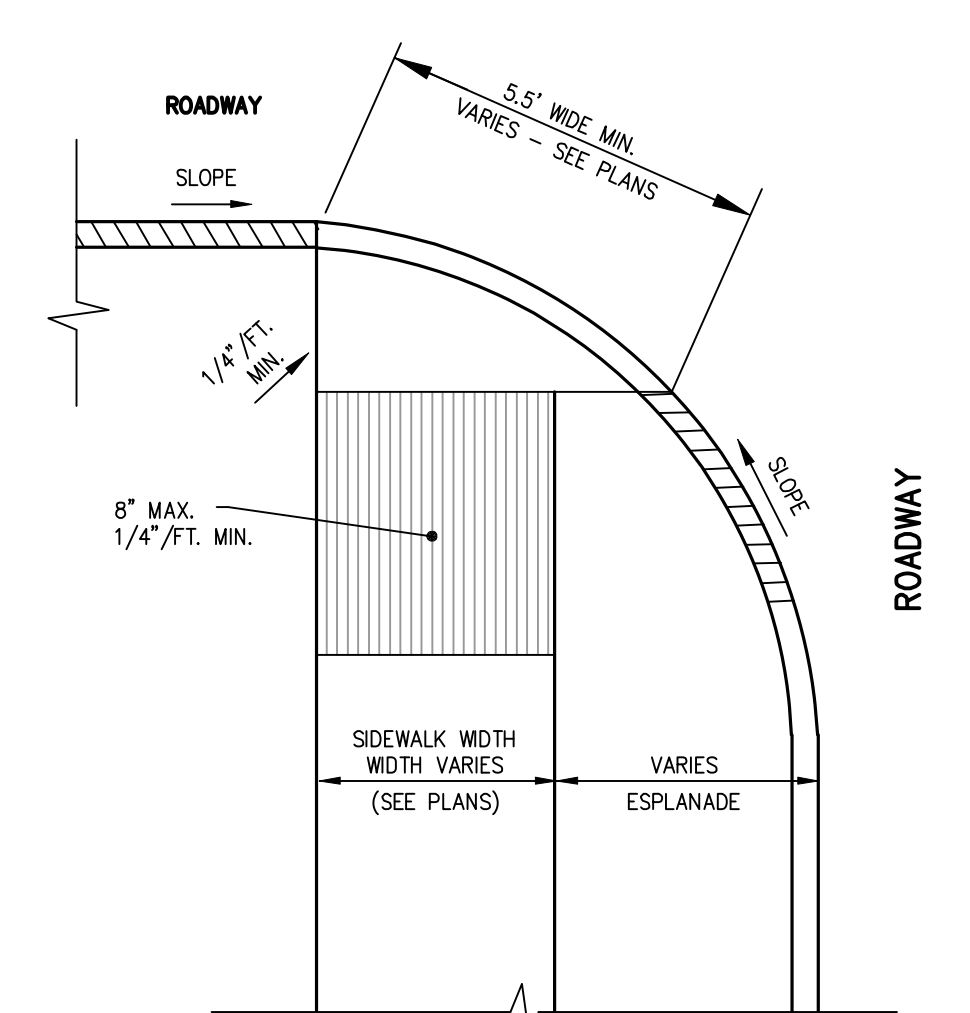 ROADWAY
5.5' WIDE MIN.
VARIES - SEE PLANS
SLOPE
1/4"/FT.
MIN.
SLOPE
ROADWAY
8" MAX.
1/4"/FT. MIN.
SIDEWALK WIDTH
WIDTH VARIES
(SEE PLANS)
VARIES
ESPLANADE